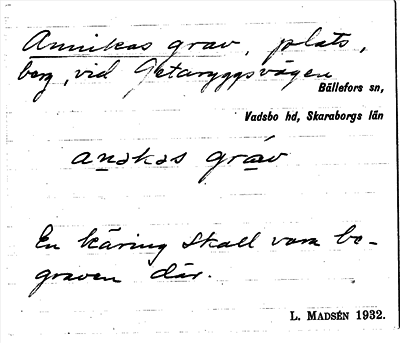 Annikas grav, plats,
berg, vid Getaryggsvägen
Bällefors sn,
Vadsbo hd, Skaraborgs län
grav
En käring skall vara be-
graven där.
L. MADSÉN 1932.